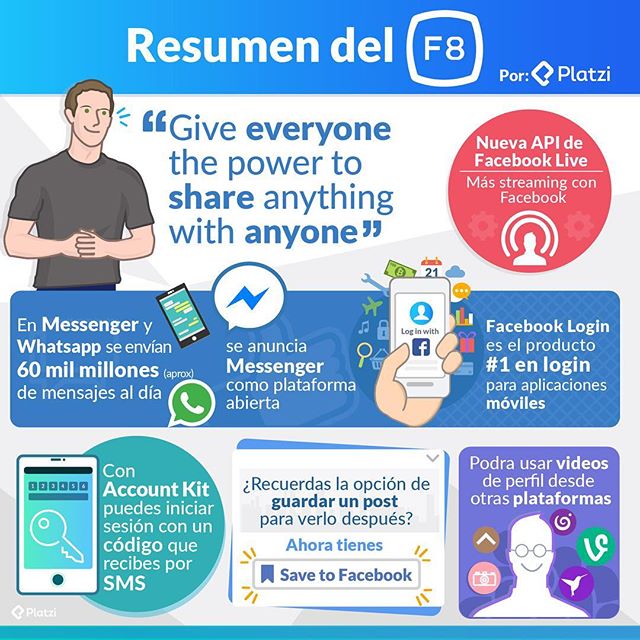 Resumen del F8
Por: Platzi
“Give everyone
the power to
share anything
with anyone”
Nueva API de
Facebook Live
Más streaming con
Facebook
En Messenger y
Whatsapp se envían
60 mil millones (aprox)
de mensajes al día
se anuncia
Messenger
como plataforma
abierta
21
Log in with
f
Facebook Login
es el producto
#1 en login
para aplicaciones
móviles
1 2 3 4 5 6
Con
Account Kit
puedes iniciar
sesión con un
código que
recibes por
SMS
¿Recuerdas la opción de
guardar un post
para verlo después?
Ahora tienes
Save to Facebook
Podra usar videos
de perfil desde
otras plataformas
Platzi